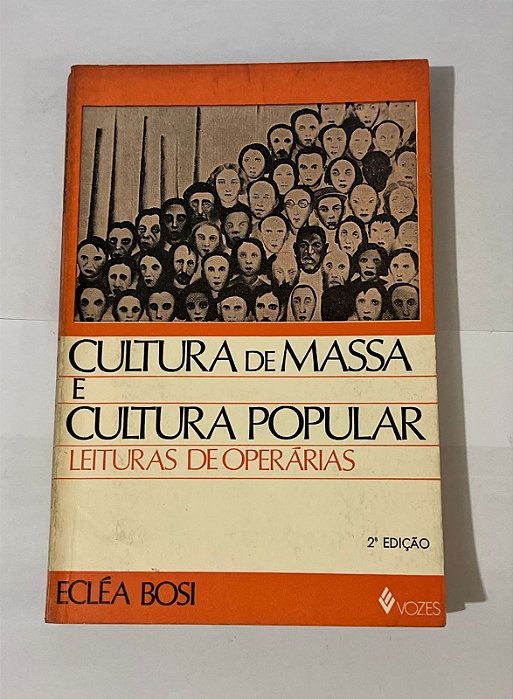 CULTURA DE MASSA
E
CULTURA POPULAR
LEITURAS DE OPERÁRIAS
2ª EDIÇÃO
ECLÉA BOSI
VOZES